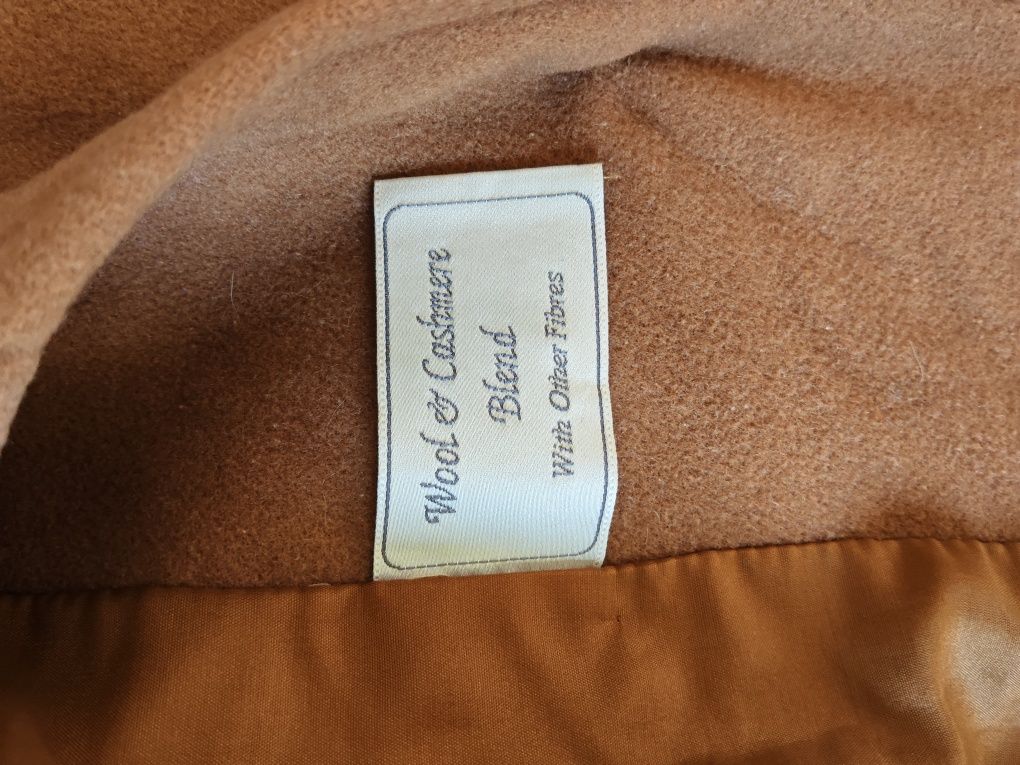 Wool & Cashmere
Blend
With Other Fibres